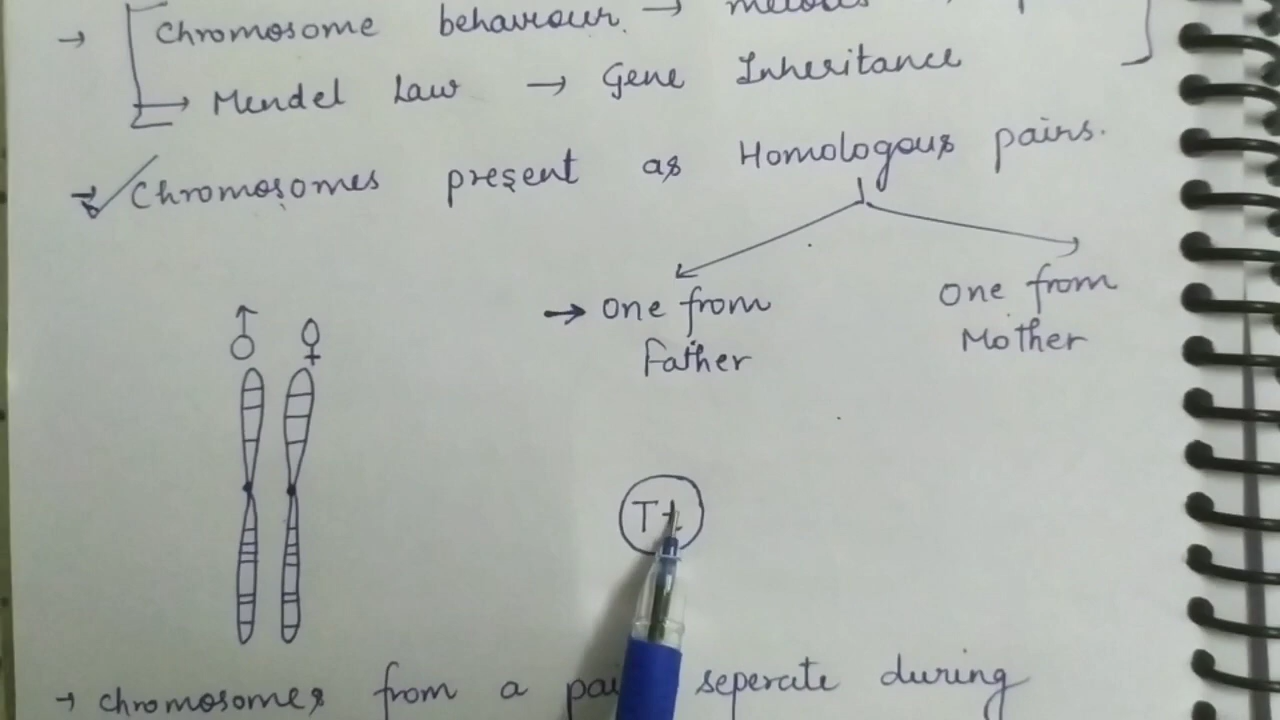 → Chromosome behaviour →
→ Mendel Law → Gene Inheritance
→ ✓ Chromosomes present as Homologous pairs.
→ One from Father
One from Mother
♂ ♀
Tt
→ chromosomes from a seperate during